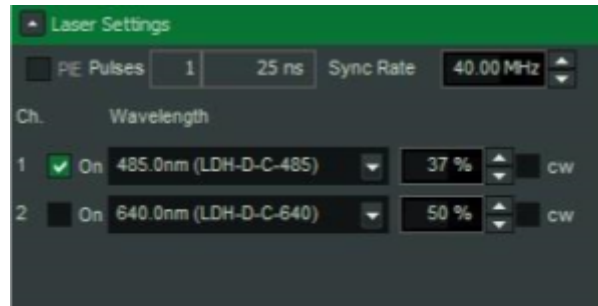 Laser Settings
PIE Pulses 1 25 ns Sync Rate 40.00 MHz
Ch. Wavelength
1 On 485.0nm (LDH-D-C-485) 37 % cw
2 On 640.0nm (LDH-D-C-640) 50 % cw